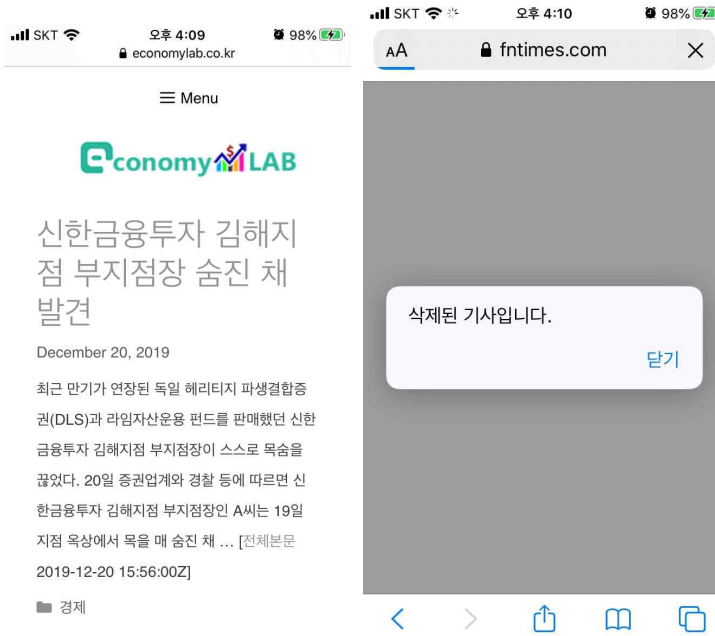 SKT 오후 4:09 98%
economylab.co.kr
Menu
economy LAB
신한금융투자 김해지
점 부지점장 숨진 채
발견
December 20, 2019
최근 만기가 연장된 독일 헤리티지 파생결합증
권(DLS)과 라임자산운용 펀드를 판매했던 신한
금융투자 김해지점 부지점장이 스스로 목숨을
끊었다. 20일 증권업계와 경찰 등에 따르면 신
한금융투자 김해지점 부지점장인 A씨는 19일
지점 옥상에서 목을 매 숨진 채 … [전체본문
2019-12-20 15:56:00Z]
경제
SKT 오후 4:10 98%
AA fntimes.com
삭제된 기사입니다.
닫기